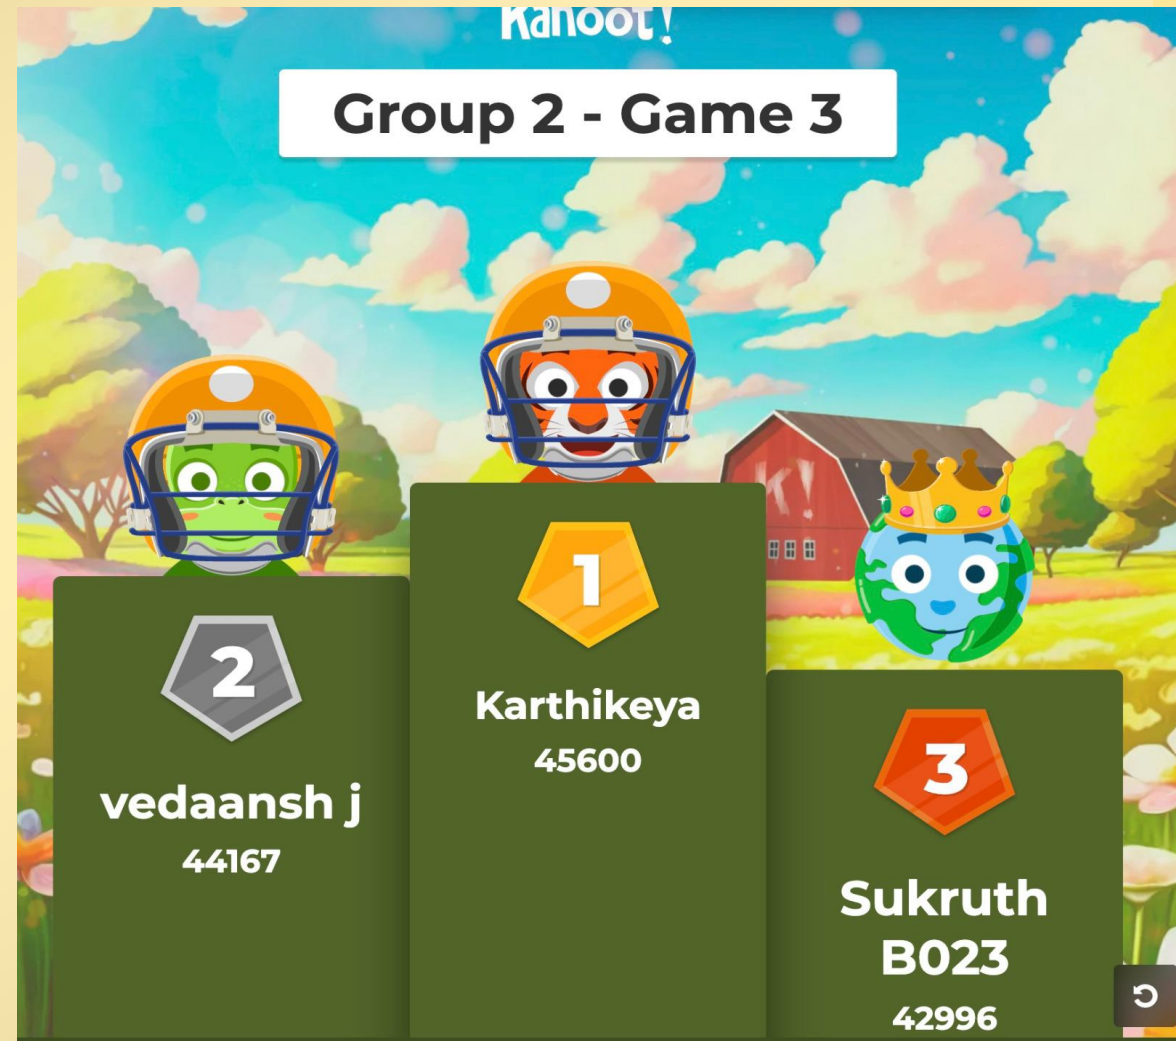 Kahoot!
Group 2 - Game 3
K!
1
Karthikeya
45600
2
vedaansh j
44167
3
Sukruth
B023
42996